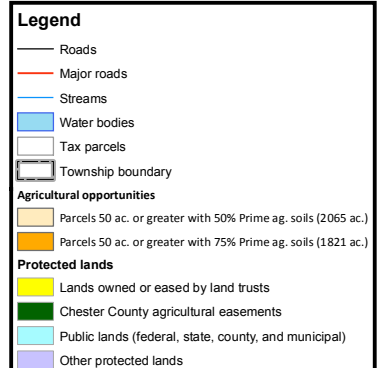 Legend
Roads
Major roads
Streams
Water bodies
Tax parcels
Township boundary
Agricultural opportunities
Parcels 50 ac. or greater with 50% Prime ag. soils (2065 ac.)
Parcels 50 ac. or greater with 75% Prime ag. soils (1821 ac.)
Protected lands
Lands owned or eased by land trusts
Chester County agricultural easements
Public lands (federal, state, county, and municipal)
Other protected lands